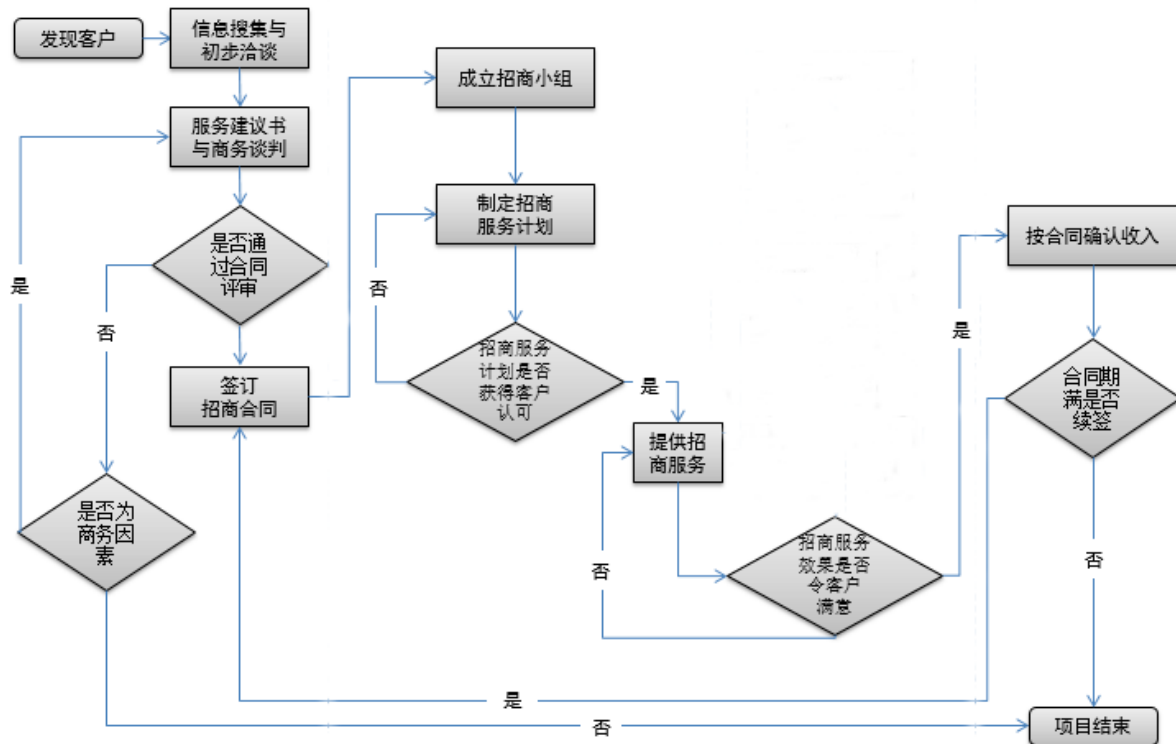 发现客户
信息搜集与
初步洽谈
服务建议书
与商务谈判
是否通
过合同
评审
是
否
签订
招商合同
是否为
商务因
素
成立招商小组
制定招商
服务计划
否
招商服务
计划是否
获得客户
认可
是
提供招
商服务
否
招商服务
效果是否
令客户
满意
是
按合同确认收入
合同期
满是否
续签
否
是
否
项目结束